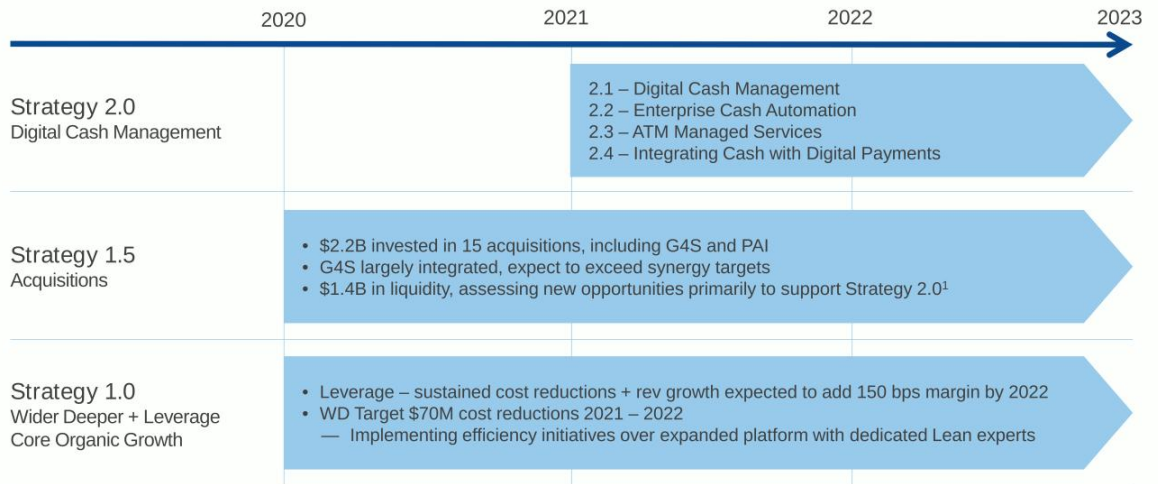 2020 2021 2022 2023
Strategy 2.0
Digital Cash Management
2.1 – Digital Cash Management
2.2 – Enterprise Cash Automation
2.3 – ATM Managed Services
2.4 – Integrating Cash with Digital Payments
Strategy 1.5
Acquisitions
• $2.2B invested in 15 acquisitions, including G4S and PAI
• G4S largely integrated, expect to exceed synergy targets
• $1.4B in liquidity, assessing new opportunities primarily to support Strategy 2.0¹
Strategy 1.0
Wider Deeper + Leverage
Core Organic Growth
• Leverage – sustained cost reductions + rev growth expected to add 150 bps margin by 2022
• WD Target $70M cost reductions 2021 – 2022
— Implementing efficiency initiatives over expanded platform with dedicated Lean experts